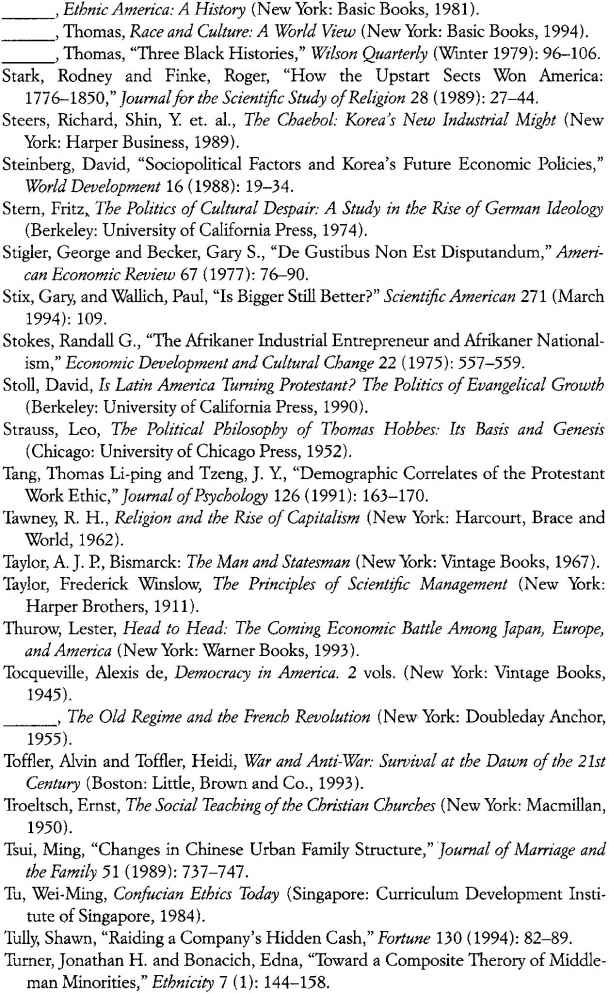 ______, Ethnic America: A History (New York: Basic Books, 1981).
______, Thomas, Race and Culture: A World View (New York: Basic Books, 1994).
______, Thomas, “Three Black Histories,” Wilson Quarterly (Winter 1979): 96–106.
Stark, Rodney and Finke, Roger, “How the Upstart Sects Won America:
1776–1850,” Journal for the Scientific Study of Religion 28 (1989): 27–44.
Steers, Richard, Shin, Y. et. al., The Chaebol: Korea’s New Industrial Might (New
York: Harper Business, 1989).
Steinberg, David, “Sociopolitical Factors and Korea’s Future Economic Policies,”
World Development 16 (1988): 19–34.
Stern, Fritz, The Politics of Cultural Despair: A Study in the Rise of German Ideology
(Berkeley: University of California Press, 1974).
Stigler, George and Becker, Gary S., “De Gustibus Non Est Disputandum,” Ameri-
can Economic Review 67 (1977): 76–90.
Stix, Gary, and Wallich, Paul, “Is Bigger Still Better?” Scientific American 271 (March
1994): 109.
Stokes, Randall G., “The Afrikaner Industrial Entrepreneur and Afrikaner National-
ism,” Economic Development and Cultural Change 22 (1975): 557–559.
Stoll, David, Is Latin America Turning Protestant? The Politics of Evangelical Growth
(Berkeley: University of California Press, 1990).
Strauss, Leo, The Political Philosophy of Thomas Hobbes: Its Basis and Genesis
(Chicago: University of Chicago Press, 1952).
Tang, Thomas Li-ping and Tzeng, J. Y., “Demographic Correlates of the Protestant
Work Ethic,” Journal of Psychology 126 (1991): 163–170.
Tawney, R. H., Religion and the Rise of Capitalism (New York: Harcourt, Brace and
World, 1962).
Taylor, A. J. P., Bismarck: The Man and Statesman (New York: Vintage Books, 1967).
Taylor, Frederick Winslow, The Principles of Scientific Management (New York:
Harper Brothers, 1911).
Thurow, Lester, Head to Head: The Coming Economic Battle Among Japan, Europe,
and America (New York: Warner Books, 1993).
Tocqueville, Alexis de, Democracy in America. 2 vols. (New York: Vintage Books,
1945).
______, The Old Regime and the French Revolution (New York: Doubleday Anchor,
1955).
Toffler, Alvin and Toffler, Heidi, War and Anti-War: Survival at the Dawn of the 21st
Century (Boston: Little, Brown and Co., 1993).
Troeltsch, Ernst, The Social Teaching of the Christian Churches (New York: Macmillan,
1950).
Tsui, Ming, “Changes in Chinese Urban Family Structure,” Journal of Marriage and
the Family 51 (1989): 737–747.
Tu, Wei-Ming, Confucian Ethics Today (Singapore: Curriculum Development Insti-
tute of Singapore, 1984).
Tully, Shawn, “Raiding a Company’s Hidden Cash,” Fortune 130 (1994): 82–89.
Turner, Jonathan H. and Bonacich, Edna, “Toward a Composite Therory of Middle-
man Minorities,” Ethnicity 7 (1): 144–158.